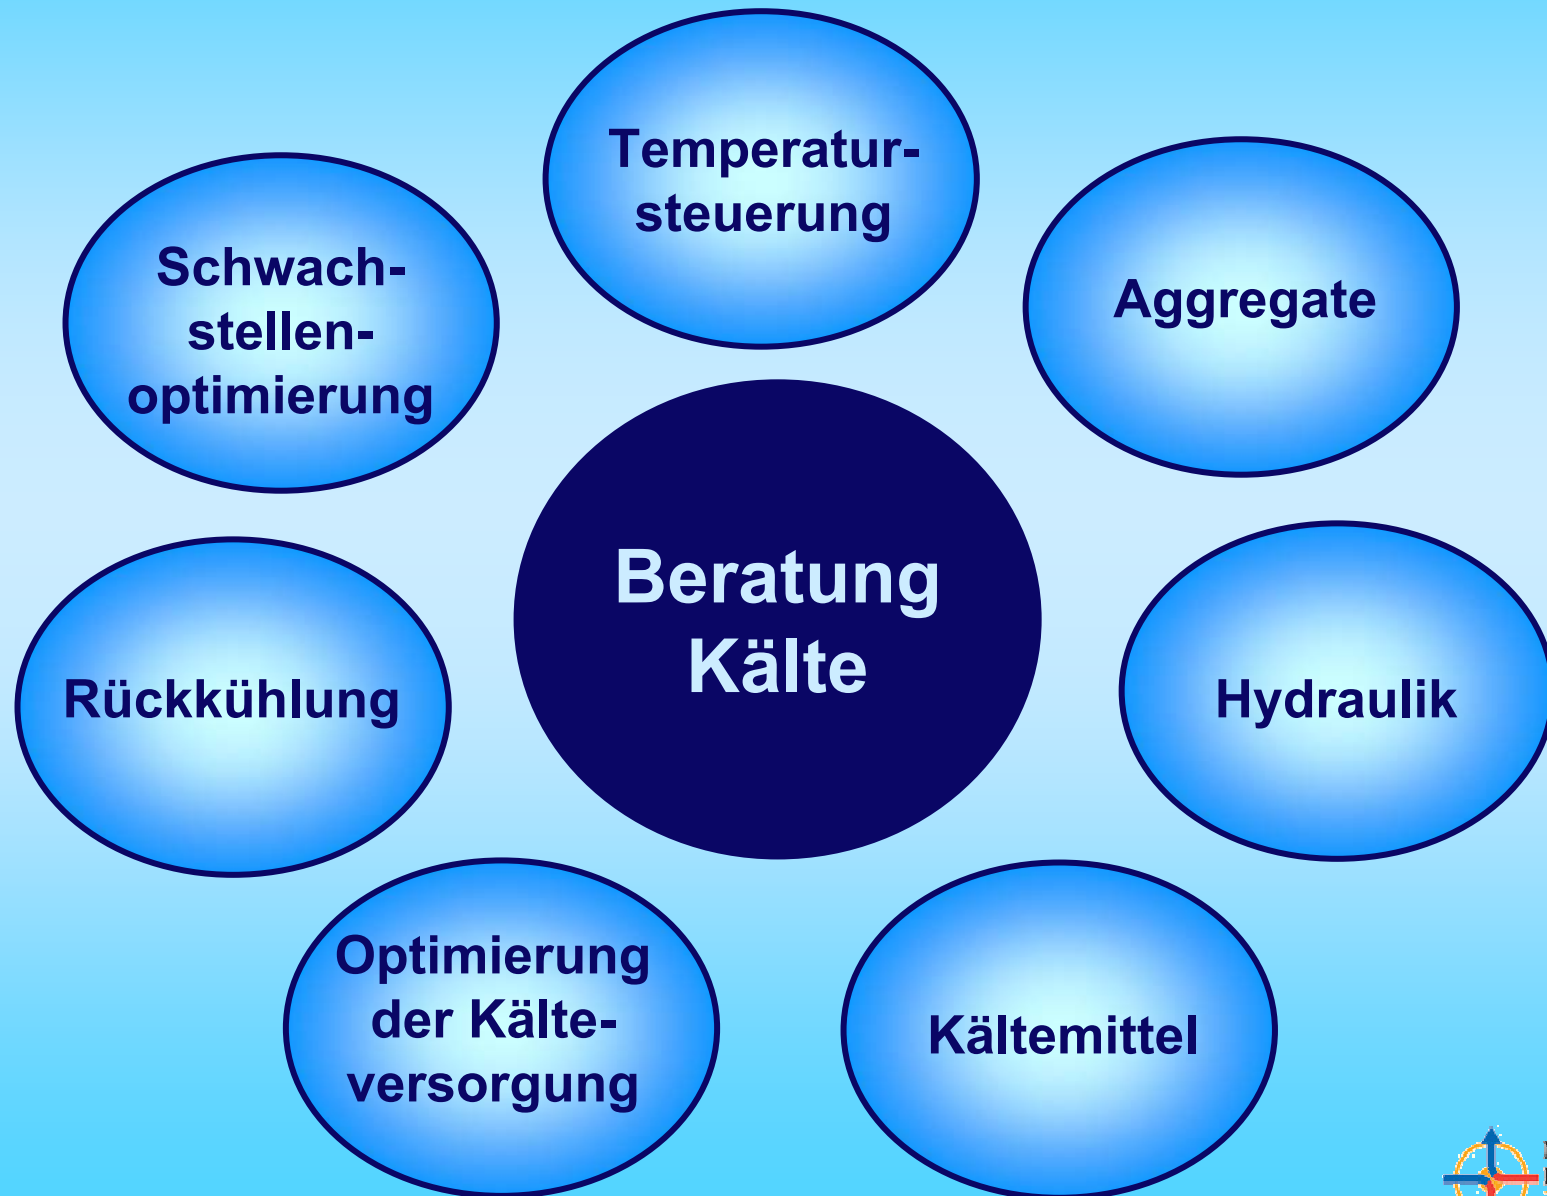 Temperatur-
steuerung
Aggregate
Schwach-
stellen-
optimierung
Beratung
Kälte
Rückkühlung
Hydraulik
Optimierung
der Kälte-
versorgung
Kältemittel